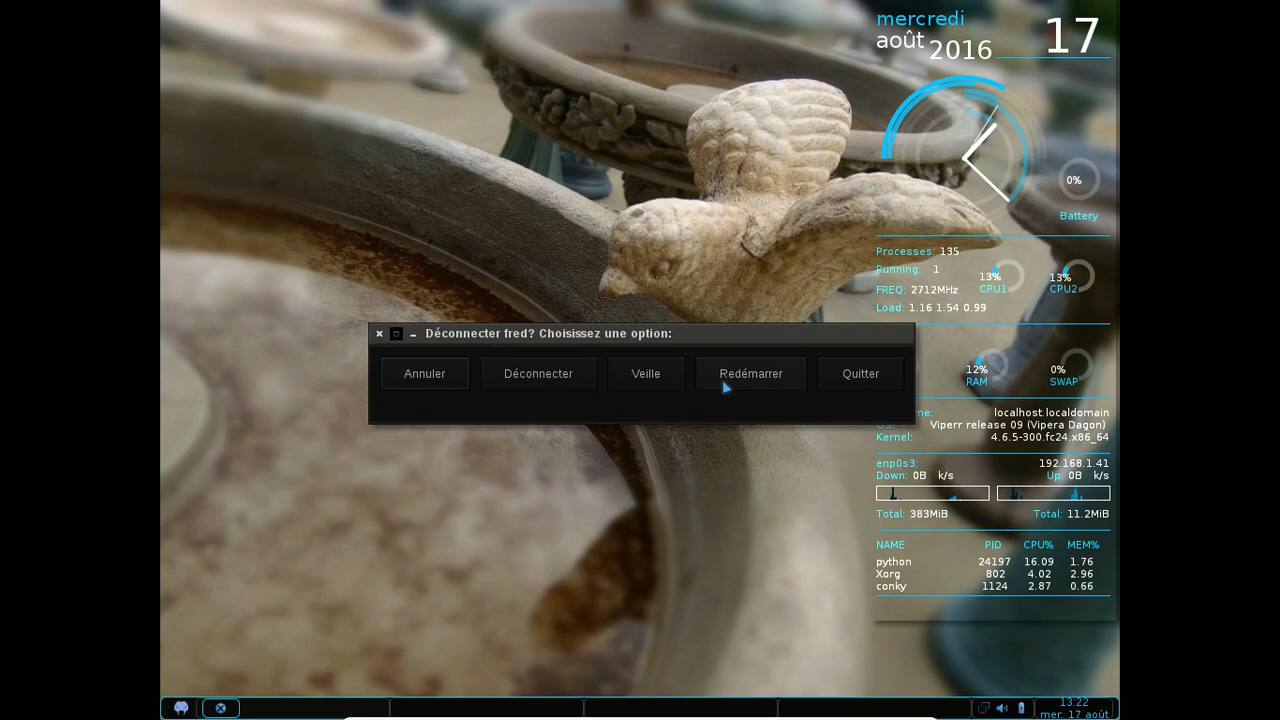 mercredi
août 2016 17
0%
Battery
Processes: 135
Running: 1
13% 13%
CPU1 CPU2
FREQ: 2712MHz
Load: 1.16 1.54 0.99
Déconnecter fred? Choisissez une option:
Annuler Déconnecter Veille Redémarrer Quitter
12% 0%
RAM SWAP
localhost.localdomain
Viperr release 09 (Vipera Dagon)
Kernel: 4.6.5-300.fc24.x86_64
enp0s3: 192.168.1.41
Down: 0B k/s Up: 0B k/s
Total: 383MiB Total: 11.2MiB
NAME PID CPU% MEM%
python 24197 16.09 1.76
Xorg 802 4.02 2.96
conky 1124 2.87 0.66
13:22
mer. 17 août